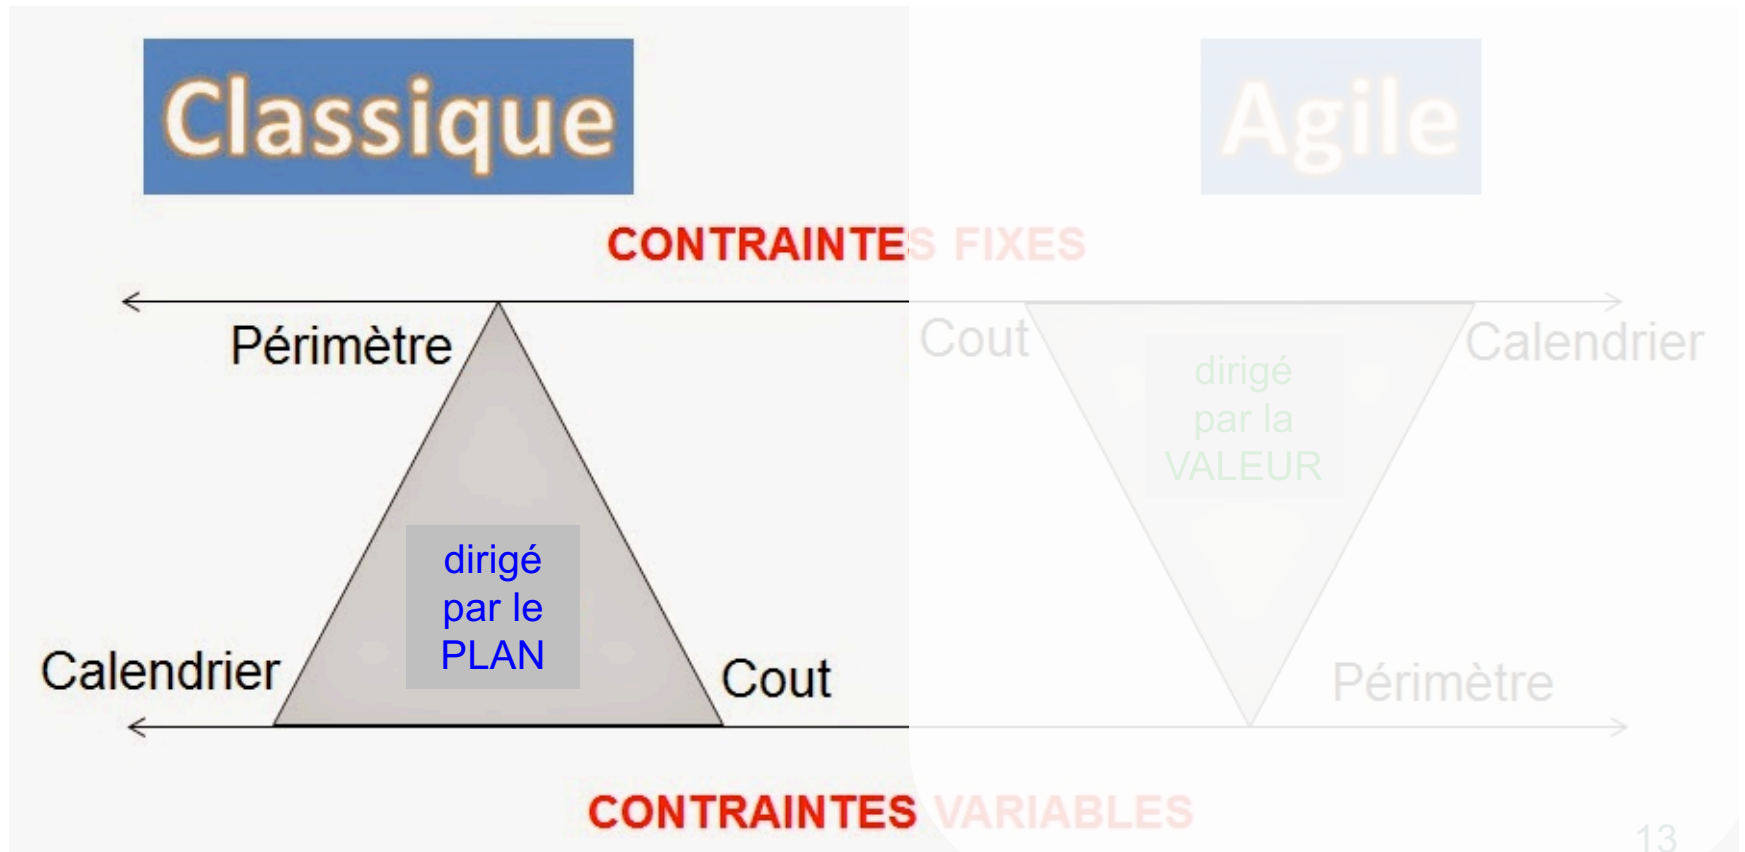 Classique
Agile
CONTRAINTES FIXES
Périmètre
Cout
Calendrier
dirigé
par la
VALEUR
dirigé
par le
PLAN
Calendrier
Cout
Périmètre
CONTRAINTES VARIABLES
13